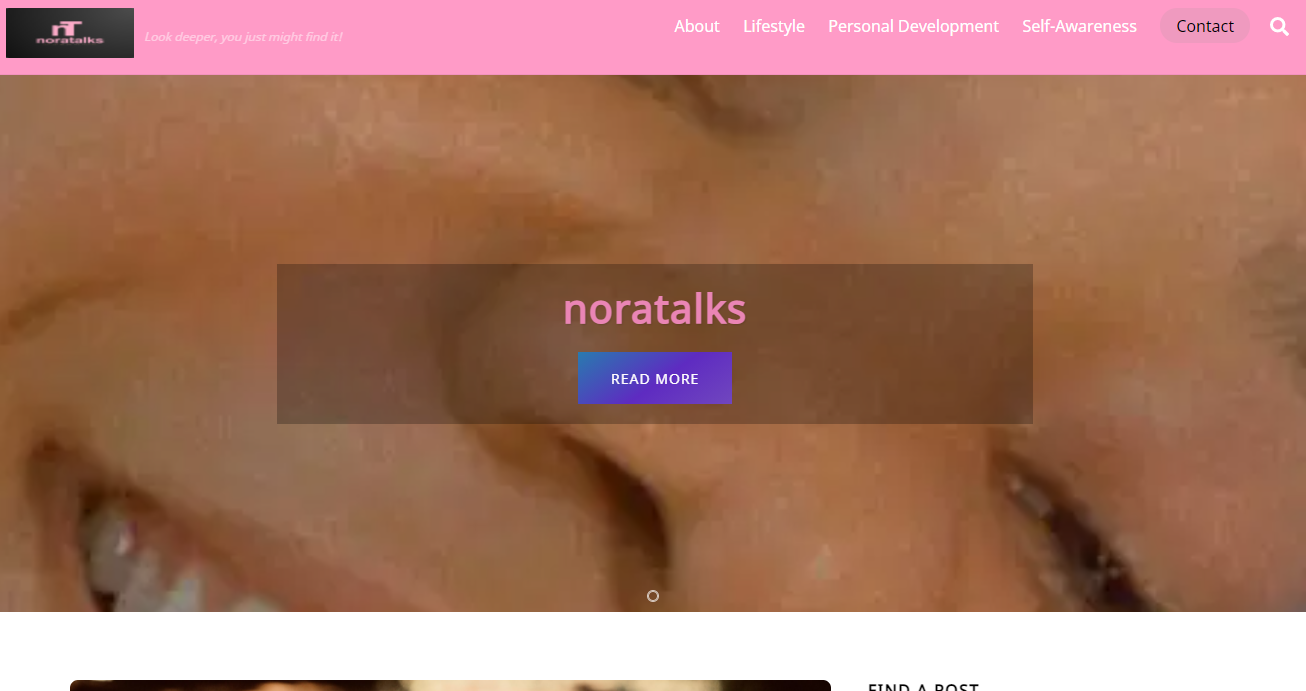 nT
noratalks
Look deeper, you just might find it!
About Lifestyle Personal Development Self-Awareness Contact
noratalks
READ MORE
FIND A POST